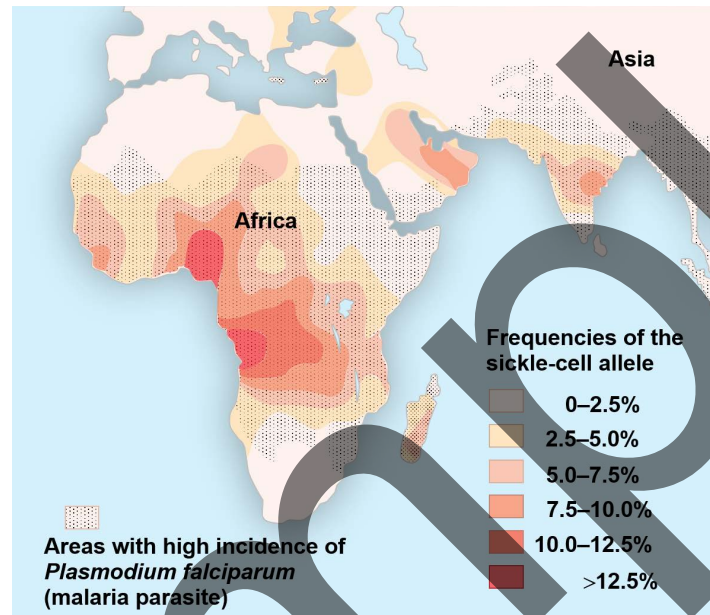 Asia
Africa
Frequencies of the
sickle-cell allele
0–2.5%
2.5–5.0%
5.0–7.5%
7.5–10.0%
10.0–12.5%
>12.5%
Areas with high incidence of
Plasmodium falciparum
(malaria parasite)